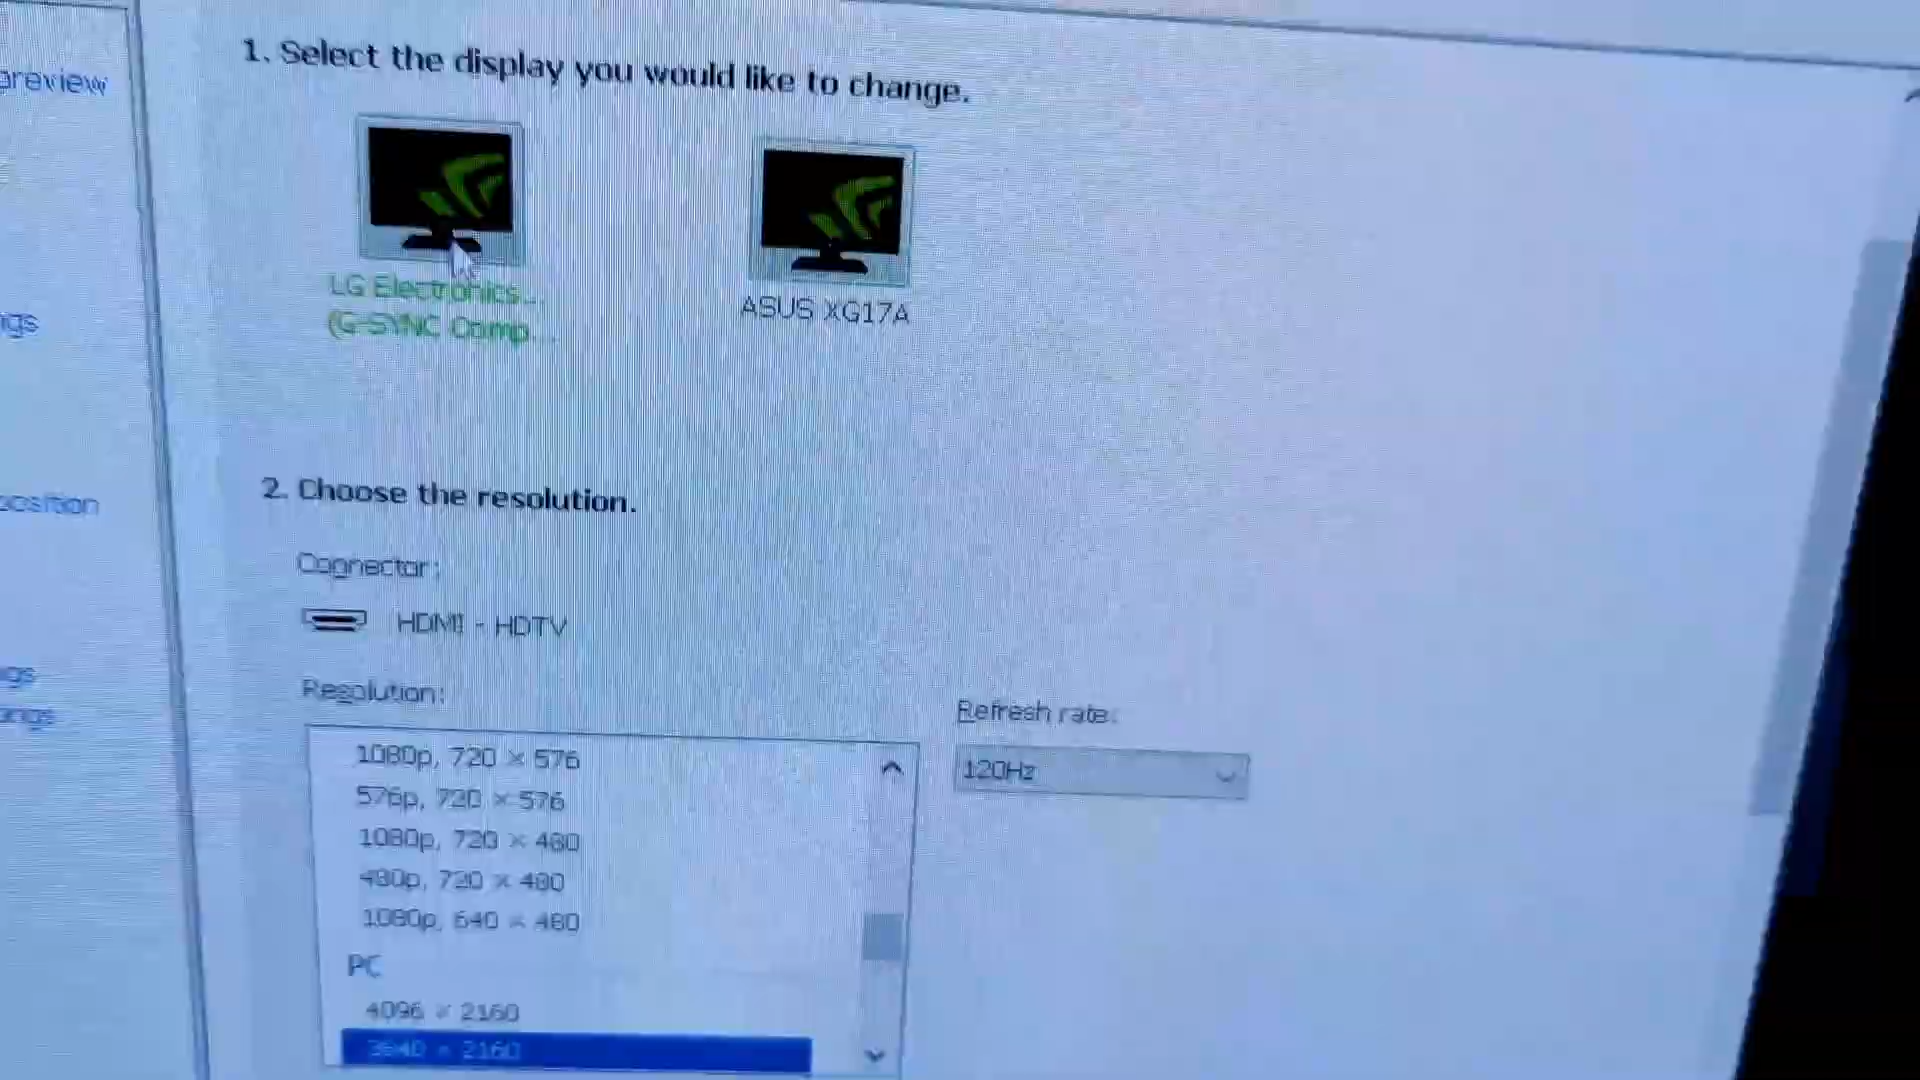 1. Select the display you would like to change.
preview
LG Electronics...
(G-SYNC Comp...
ASUS XG17A
2. Choose the resolution.
position
Connector:
HDMI - HDTV
Resolution:
Refresh rate:
120Hz
1080p, 720 × 576
576p, 720 × 576
1080p, 720 × 480
480p, 720 × 480
1080p, 640 × 480
PC
4096 × 2160
3840 × 2160